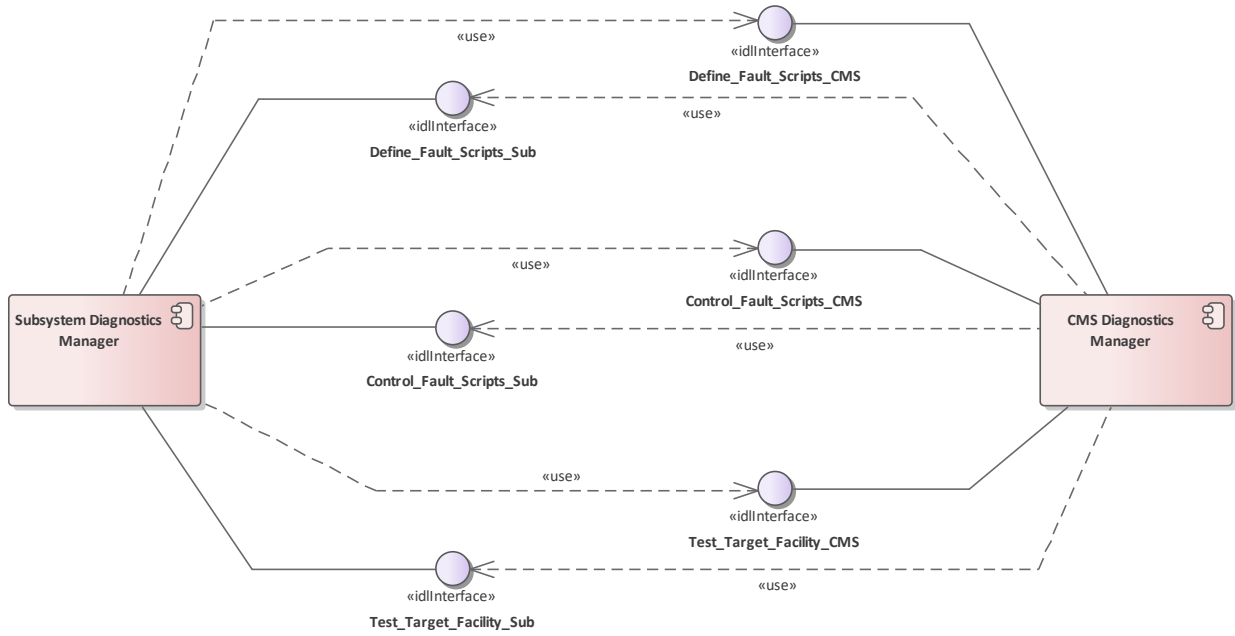 «use»
«idlInterface»
Define_Fault_Scripts_CMS
«use»
«idlInterface»
Define_Fault_Scripts_Sub
«use»
«idlInterface»
Control_Fault_Scripts_CMS
Subsystem Diagnostics
Manager
CMS Diagnostics
Manager
«use»
«idlInterface»
Control_Fault_Scripts_Sub
«use»
«idlInterface»
Test_Target_Facility_CMS
«use»
«idlInterface»
Test_Target_Facility_Sub